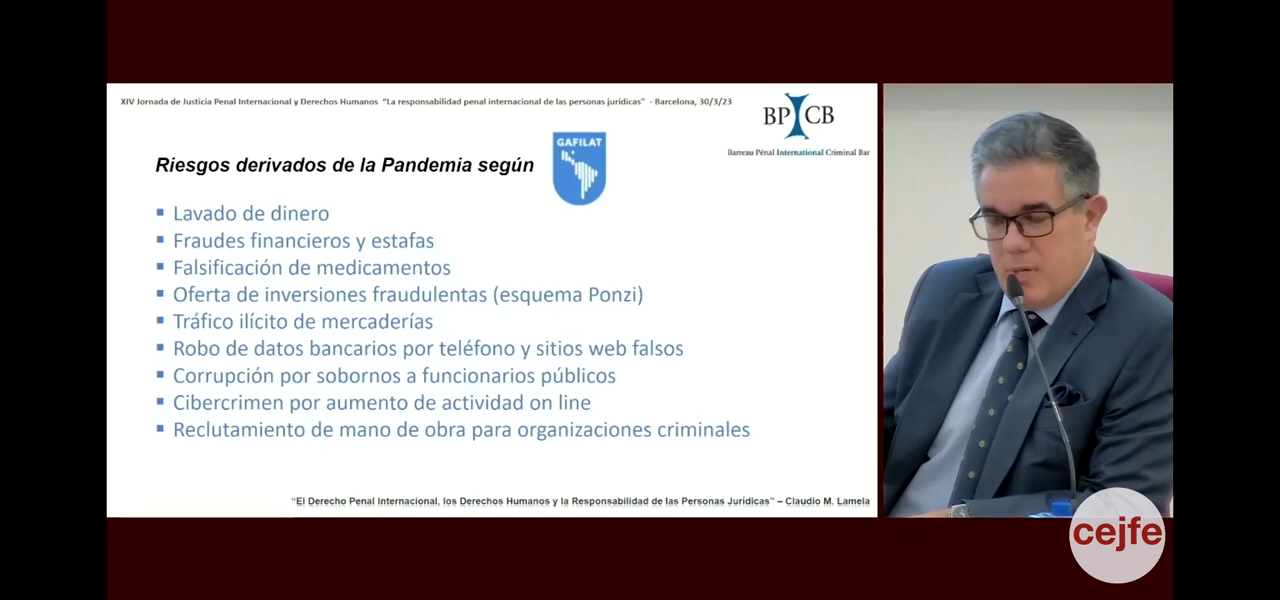 XIV Jornada de Justicia Penal Internacional y Derechos Humanos "La responsabilidad penal internacional de las personas jurídicas" - Barcelona, 30/3/23
BPICB
Barreau Pénal International Criminal Bar
GAFILAT
Riesgos derivados de la Pandemia según
▪ Lavado de dinero
▪ Fraudes financieros y estafas
▪ Falsificación de medicamentos
▪ Oferta de inversiones fraudulentas (esquema Ponzi)
▪ Tráfico ilícito de mercaderías
▪ Robo de datos bancarios por teléfono y sitios web falsos
▪ Corrupción por sobornos a funcionarios públicos
▪ Cibercrimen por aumento de actividad on line
▪ Reclutamiento de mano de obra para organizaciones criminales
"El Derecho Penal Internacional, los Derechos Humanos y la Responsabilidad de las Personas Jurídicas" – Claudio M. Lamela
cejfe